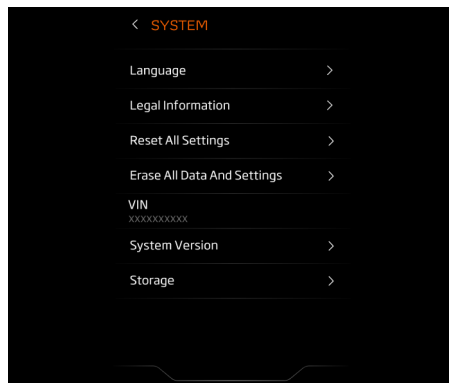 SYSTEM
Language
Legal Information
Reset All Settings
Erase All Data And Settings
VIN
XXXXXXXXXX
System Version
Storage